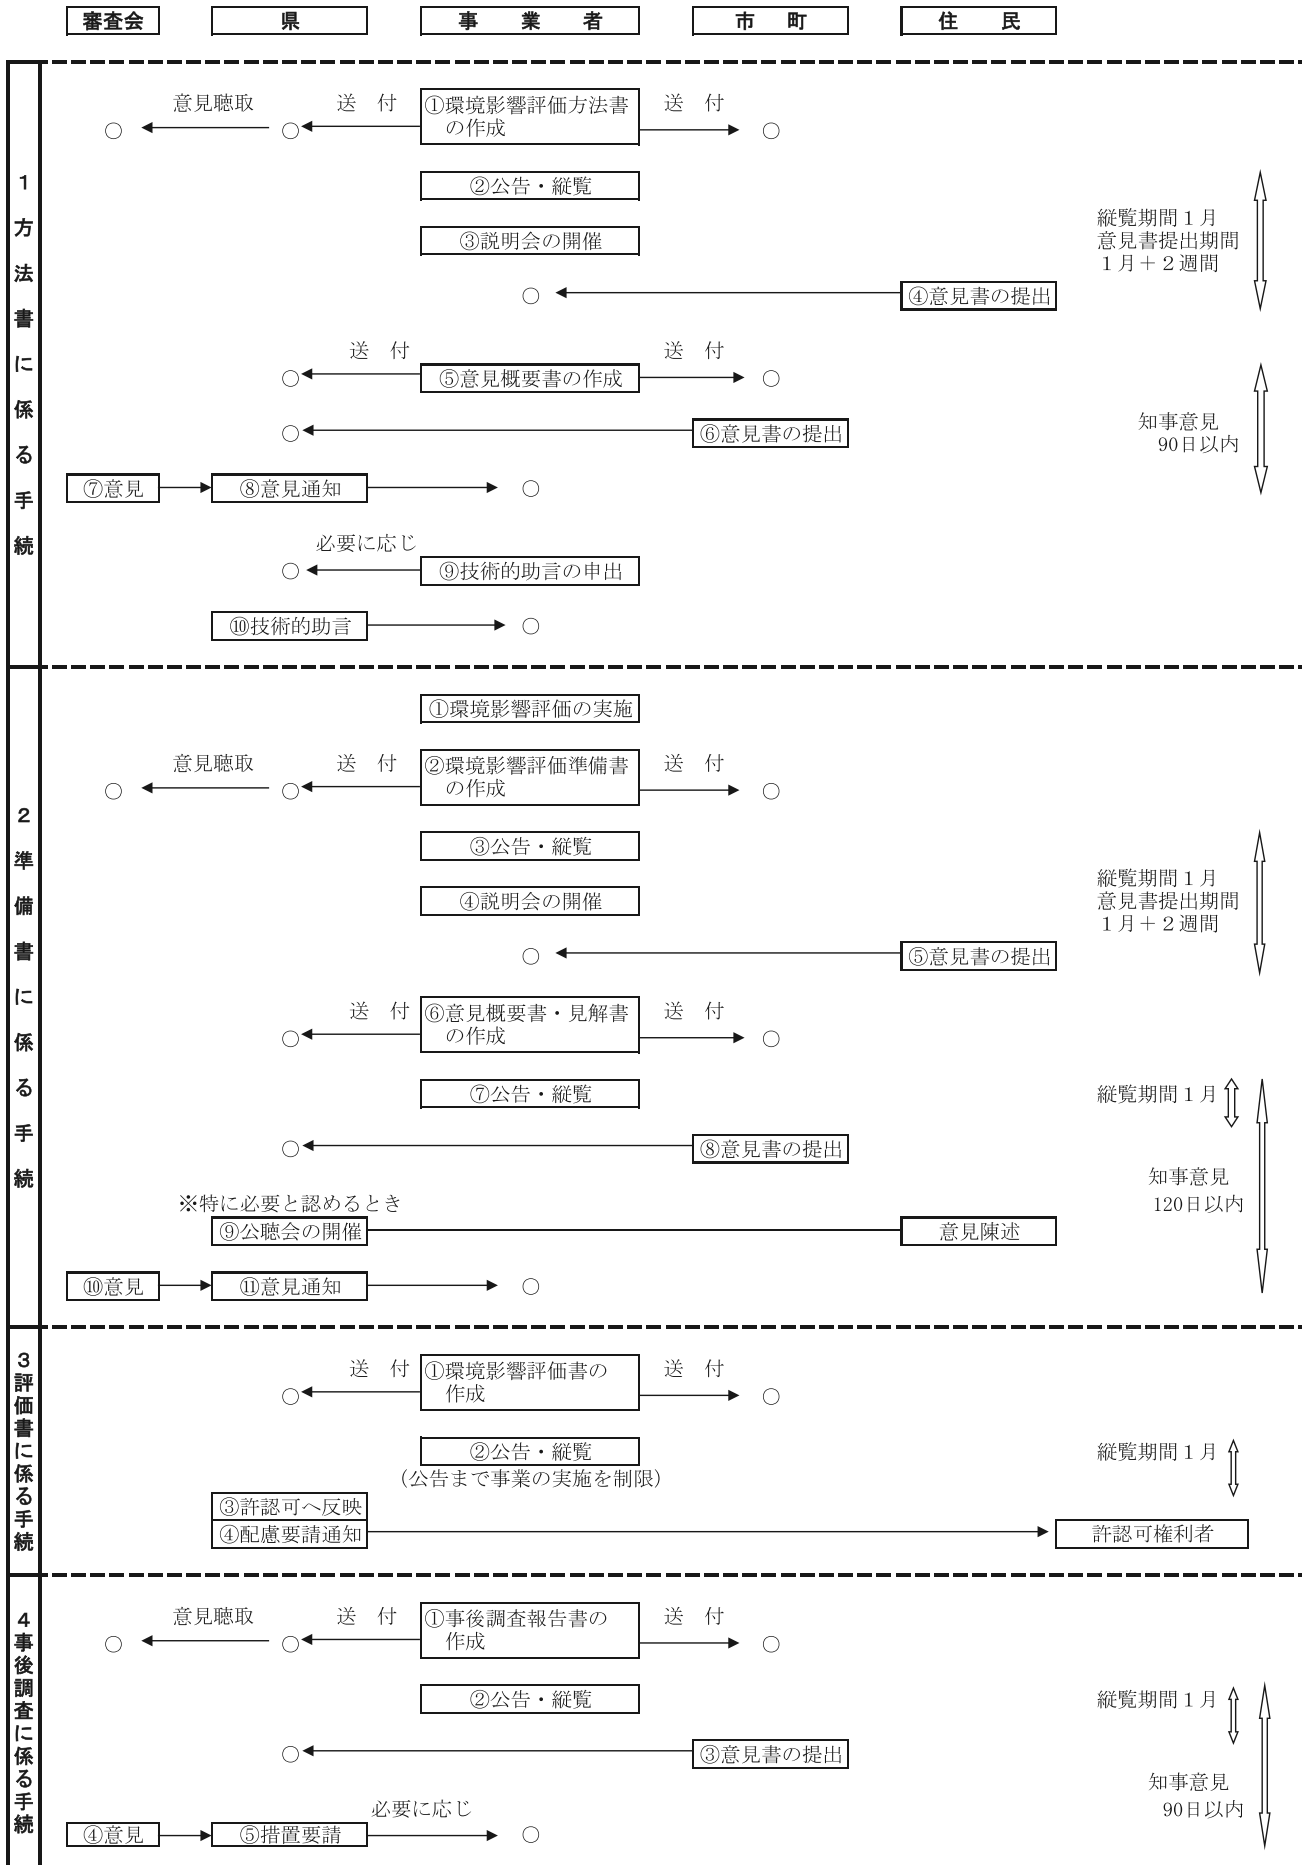 審査会 県 事業者 市町 住民
1方法書に係る手続
意見聴取 送付 ①環境影響評価方法書 送付
の作成
○ ○ ○
②公告・縦覧
縦覧期間1月
③説明会の開催 意見書提出期間
1月+2週間
○ ④意見書の提出
送付 送付
○ ⑤意見概要書の作成 ○
知事意見
○ ⑥意見書の提出
90日以内
⑦意見 ⑧意見通知 ○
必要に応じ
○ ⑨技術的助言の申出
⑩技術的助言 ○
2準備書に係る手続
①環境影響評価の実施
意見聴取 送付 ②環境影響評価準備書 送付
の作成
○ ○ ○
③公告・縦覧
縦覧期間1月
④説明会の開催 意見書提出期間
1月+2週間
○ ⑤意見書の提出
送付 ⑥意見概要書・見解書 送付
の作成
○ ○
⑦公告・縦覧 縦覧期間1月
○ ⑧意見書の提出
知事意見
※特に必要と認めるとき 120日以内
⑨公聴会の開催 意見陳述
⑩意見 ⑪意見通知 ○
3評価書に係る手続
送付 ①環境影響評価書の 送付
作成
○ ○
②公告・縦覧 縦覧期間1月
(公告まで事業の実施を制限)
③許認可へ反映
④配慮要請通知 許認可権利者
4事後調査に係る手続
意見聴取 送付 ①事後調査報告書の 送付
作成
○ ○ ○
②公告・縦覧 縦覧期間1月
○ ③意見書の提出
知事意見
必要に応じ 90日以内
④意見 ⑤措置要請 ○